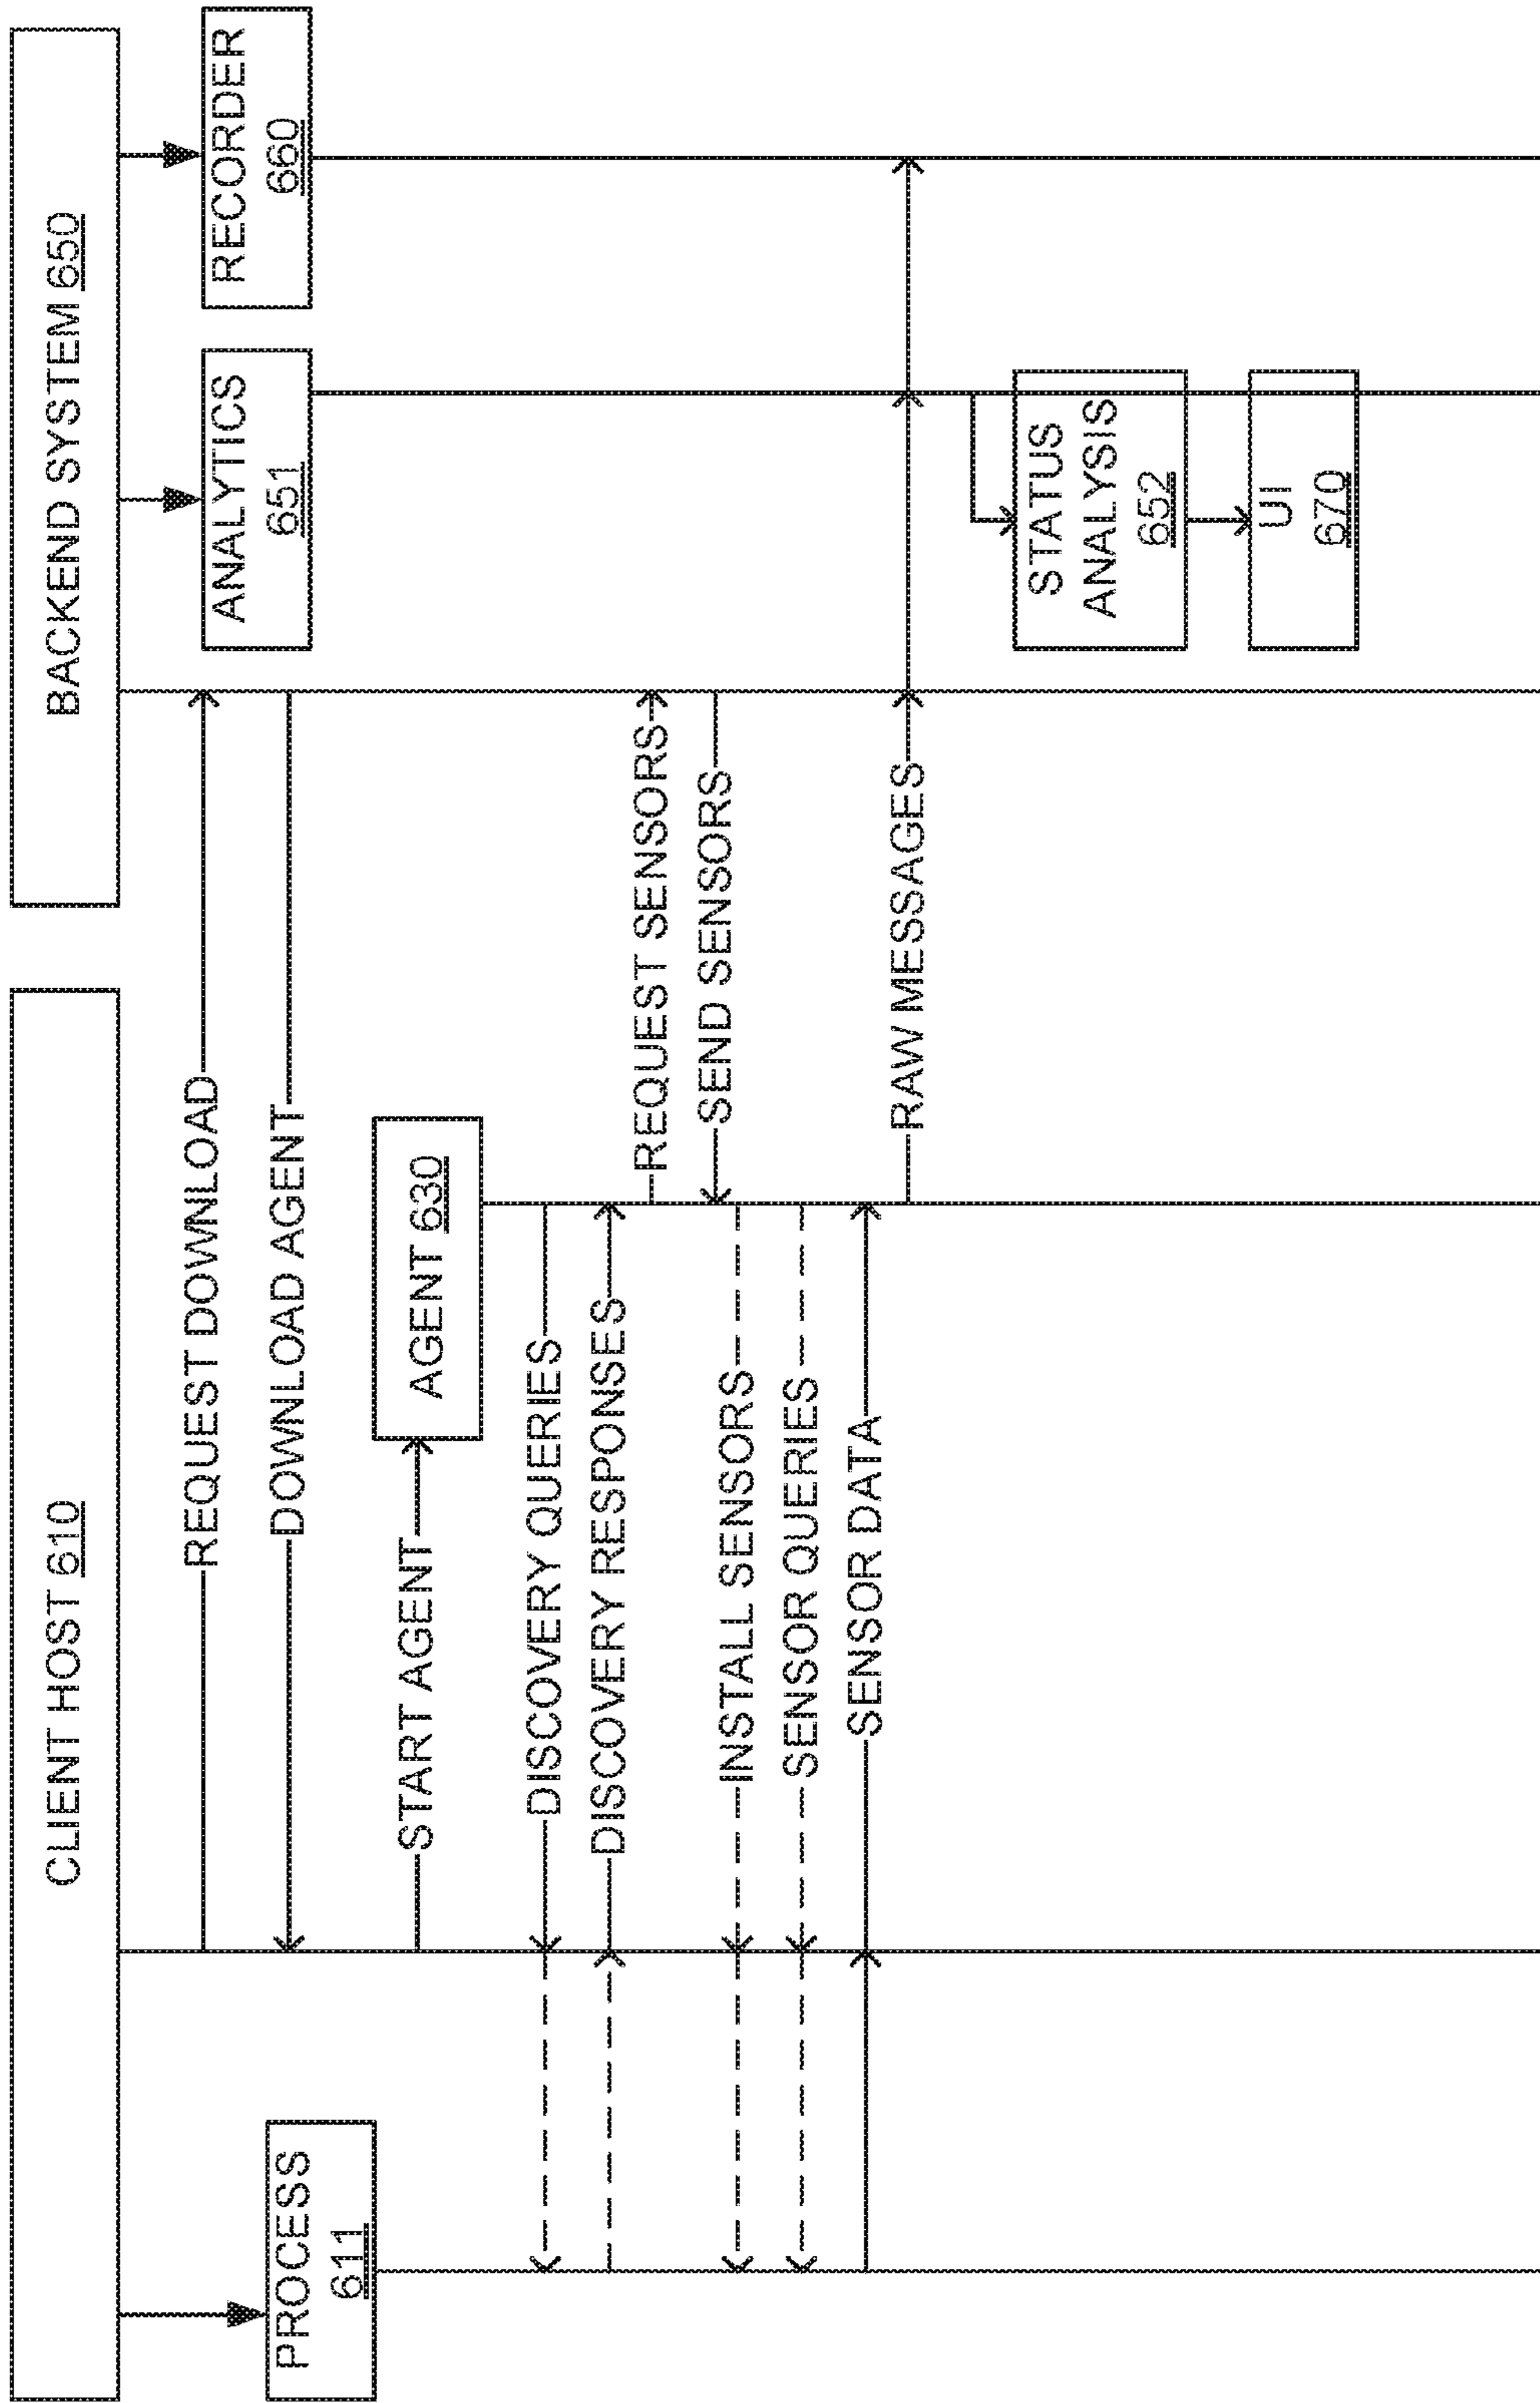 CLIENT HOST 610
BACKEND SYSTEM 650
PROCESS
611
ANALYTICS
651
RECORDER
660
REQUEST DOWNLOAD
DOWNLOAD AGENT
START AGENT
AGENT 630
DISCOVERY QUERIES
DISCOVERY RESPONSES
REQUEST SENSORS
SEND SENSORS
INSTALL SENSORS
SENSOR QUERIES
SENSOR DATA
RAW MESSAGES
STATUS
ANALYSIS
652
UI
670